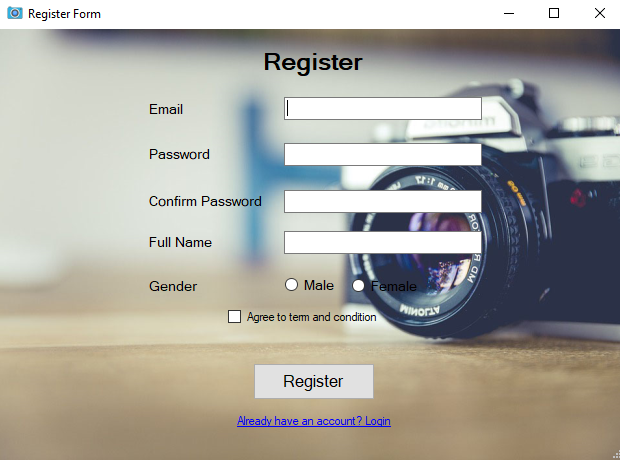 Register Form
Register
Email
Password
Confirm Password
Full Name
Gender Male Female
Agree to term and condition
Register
Already have an account? Login
MINOLTA